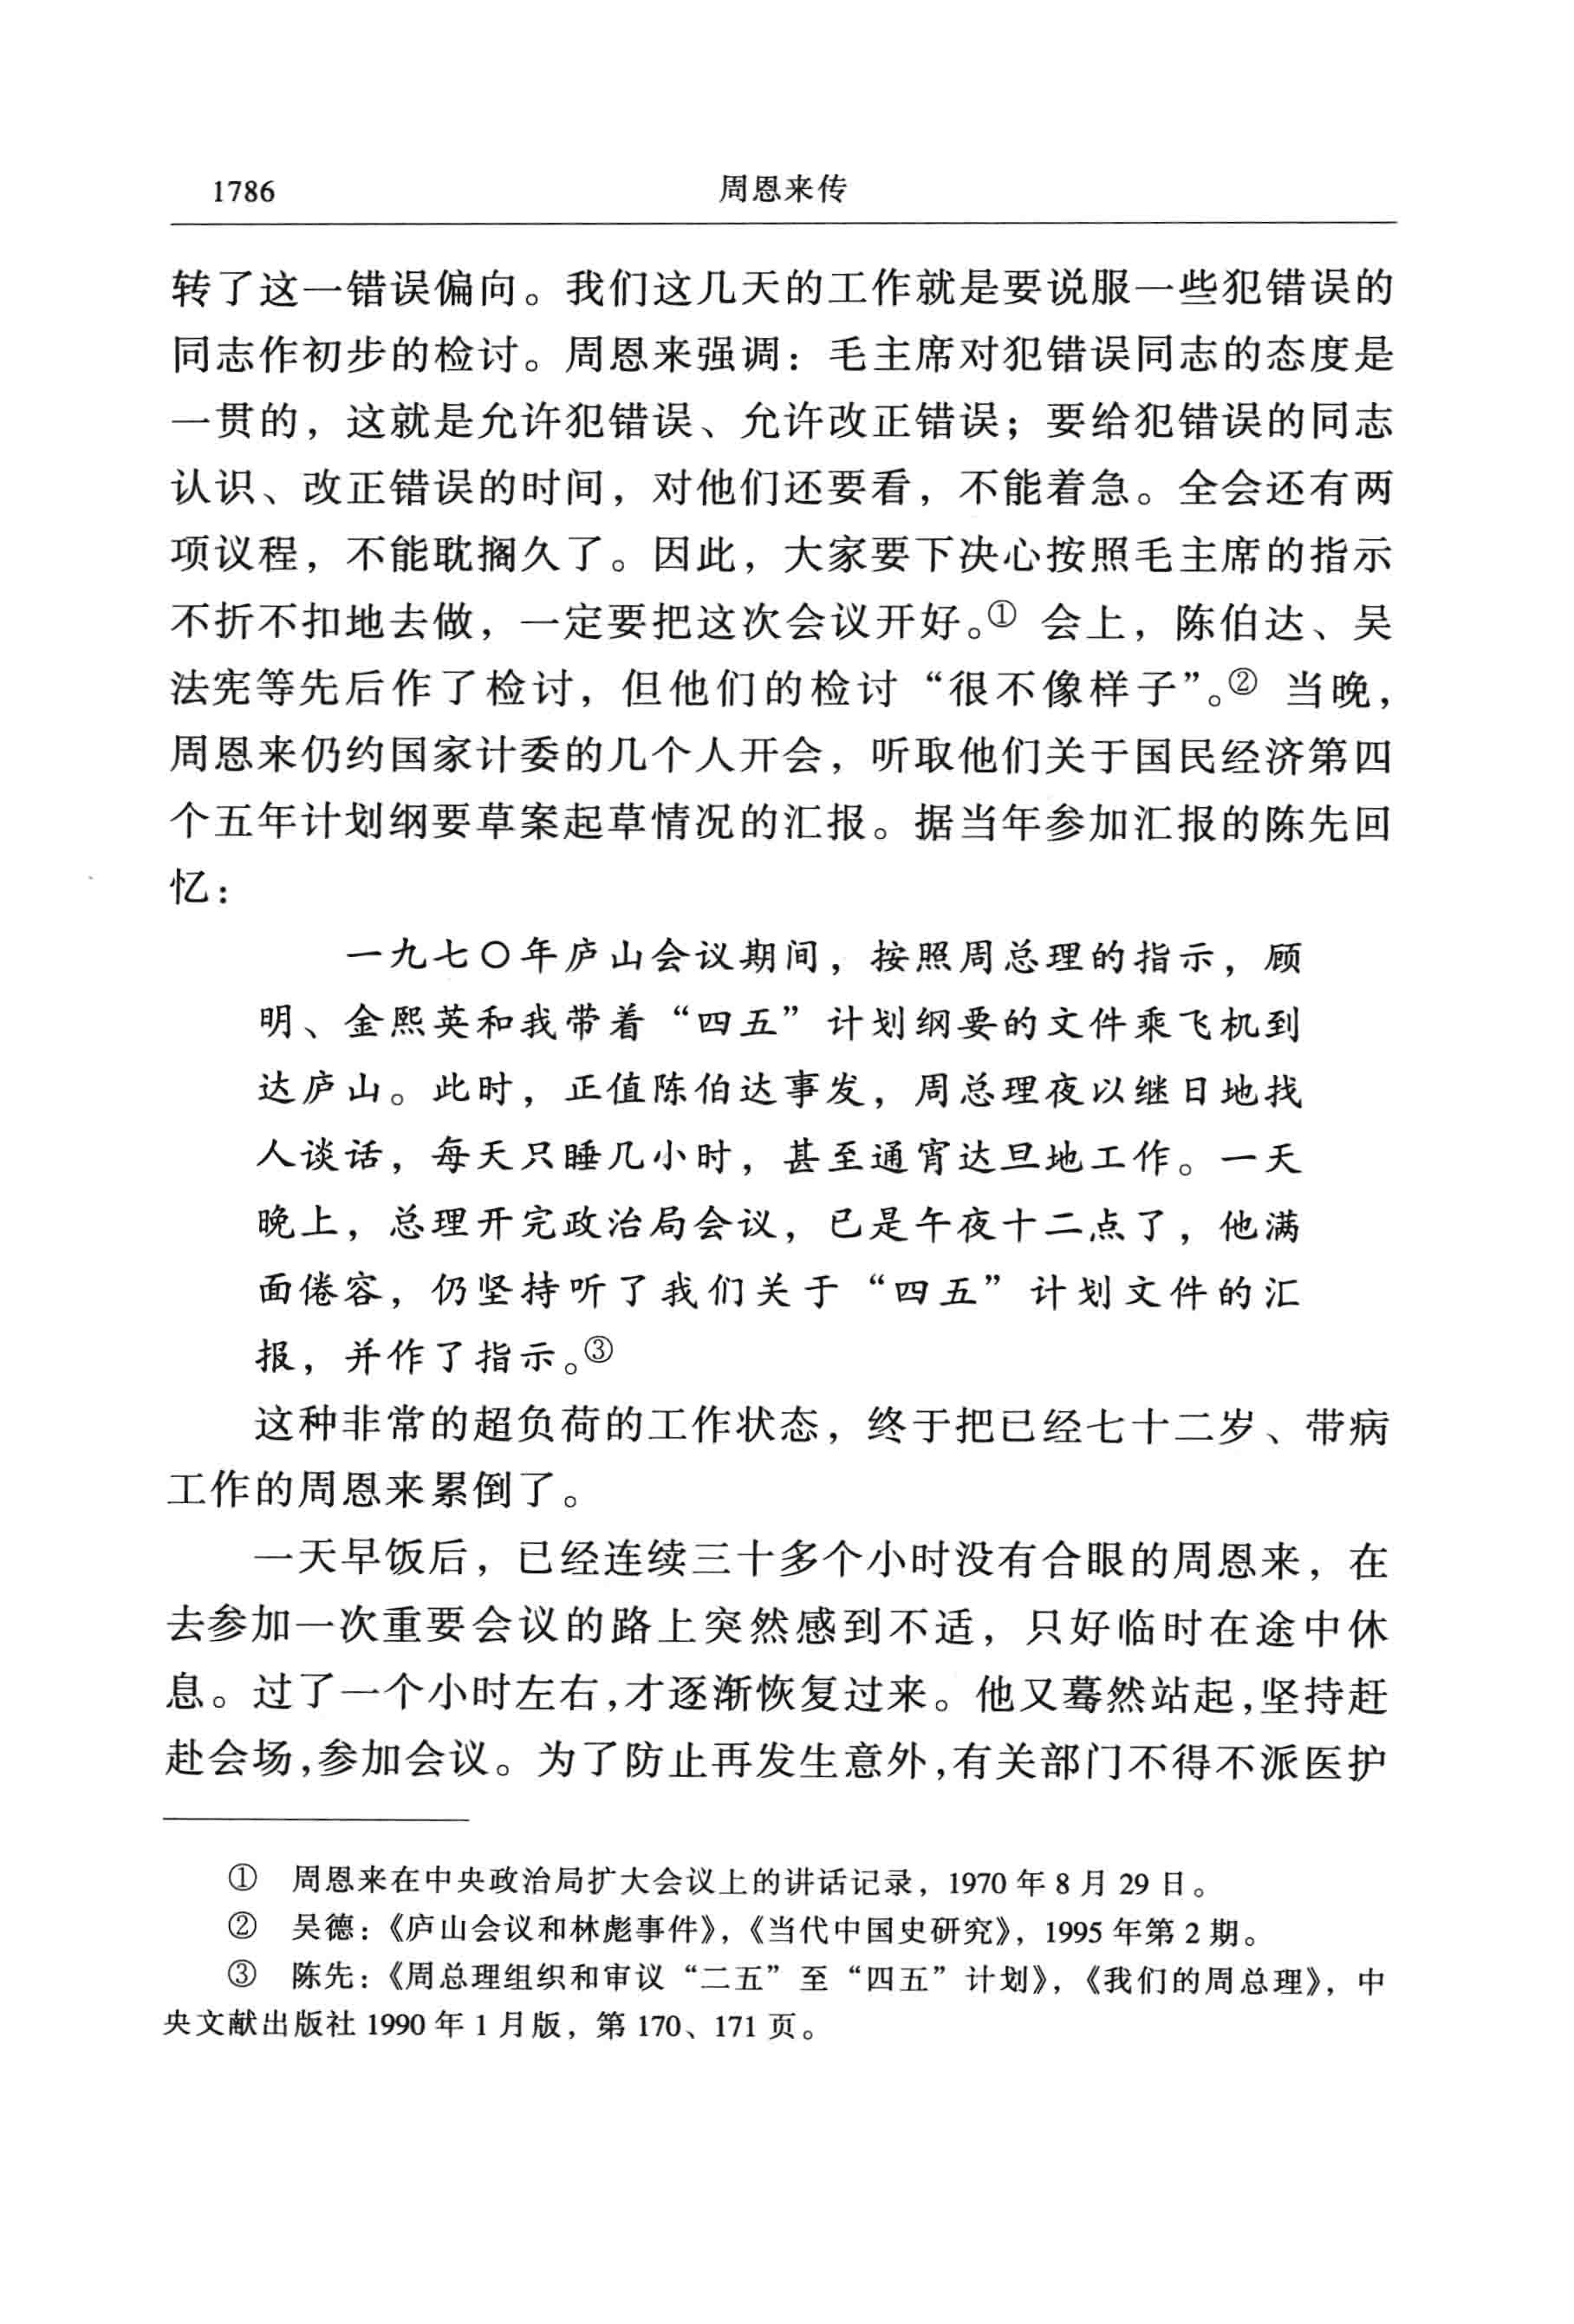 1786 周恩来传
转了这一错误偏向。我们这几天的工作就是要说服一些犯错误的
同志作初步的检讨。周恩来强调：毛主席对犯错误同志的态度是
一贯的，这就是允许犯错误、允许改正错误；要给犯错误的同志
认识、改正错误的时间，对他们还要看，不能着急。全会还有两
项议程，不能耽搁久了。因此，大家要下决心按照毛主席的指示
不折不扣地去做，一定要把这次会议开好。① 会上，陈伯达、吴
法宪等先后作了检讨，但他们的检讨“很不像样子”。② 当晚，
周恩来仍约国家计委的几个人开会，听取他们关于国民经济第四
个五年计划纲要草案起草情况的汇报。据当年参加汇报的陈先回
忆：
一九七〇年庐山会议期间，按照周总理的指示，顾
明、金熙英和我带着“四五”计划纲要的文件乘飞机到
达庐山。此时，正值陈伯达事发，周总理夜以继日地找
人谈话，每天只睡几小时，甚至通宵达旦地工作。一天
晚上，总理开完政治局会议，已是午夜十二点了，他满
面倦容，仍坚持听了我们关于“四五”计划文件的汇
报，并作了指示。③
这种非常的超负荷的工作状态，终于把已经七十二岁、带病
工作的周恩来累倒了。
一天早饭后，已经连续三十多个小时没有合眼的周恩来，在
去参加一次重要会议的路上突然感到不适，只好临时在途中休
息。过了一个小时左右，才逐渐恢复过来。他又蓦然站起，坚持赶
赴会场，参加会议。为了防止再发生意外，有关部门不得不派医护
① 周恩来在中央政治局扩大会议上的讲话记录，1970年8月29日。
② 吴德：《庐山会议和林彪事件》，《当代中国史研究》，1995年第2期。
③ 陈先：《周总理组织和审议“二五”至“四五”计划》，《我们的周总理》，中
央文献出版社1990年1月版，第170、171页。